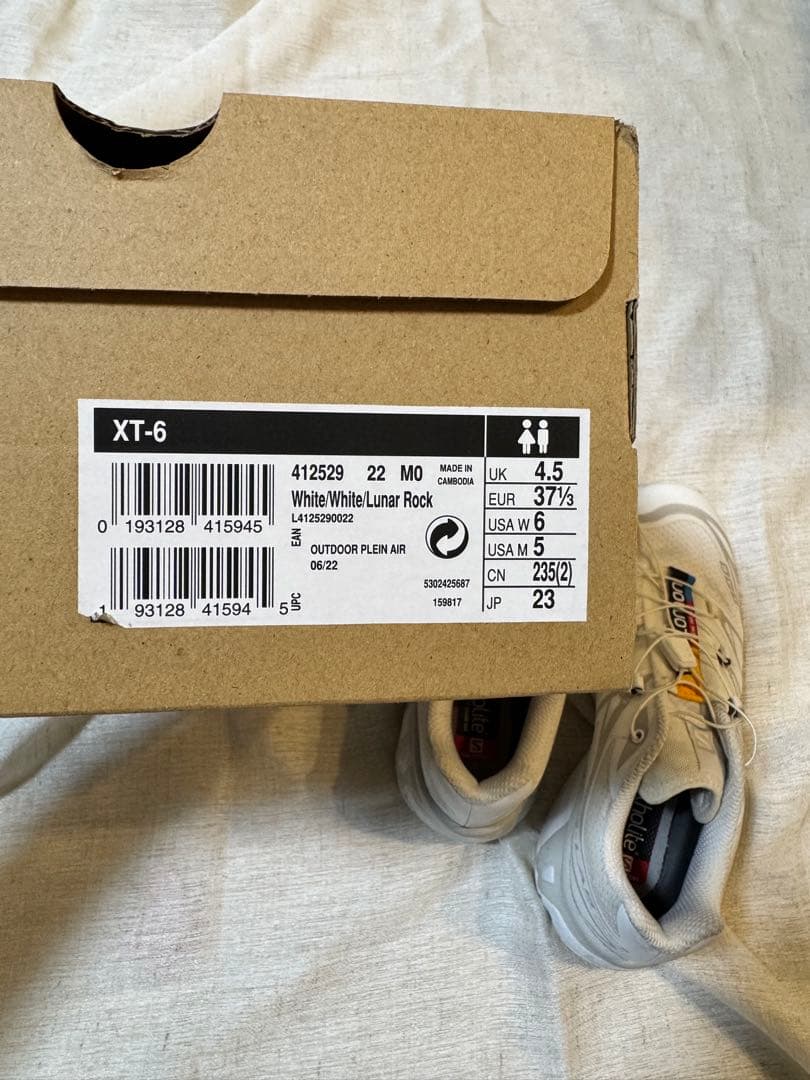 XT-6
412529 22 M0 MADE IN CAMBODIA
White/White/Lunar Rock
L4125290022
0 193128 415945
EAN
OUTDOOR PLEIN AIR
06/22
5302425687
159817
1 93128 41594 5
UPC
UK 4.5
EUR 37⅓
USA W 6
USA M 5
CN 235(2)
JP 23